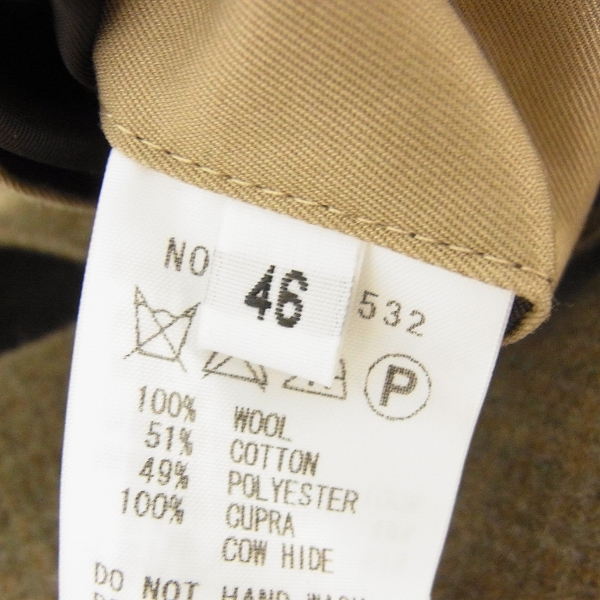 NO 46 532
P
100% WOOL
51% COTTON
49% POLYESTER
100% CUPRA
COW HIDE
DO NOT HAND WASH